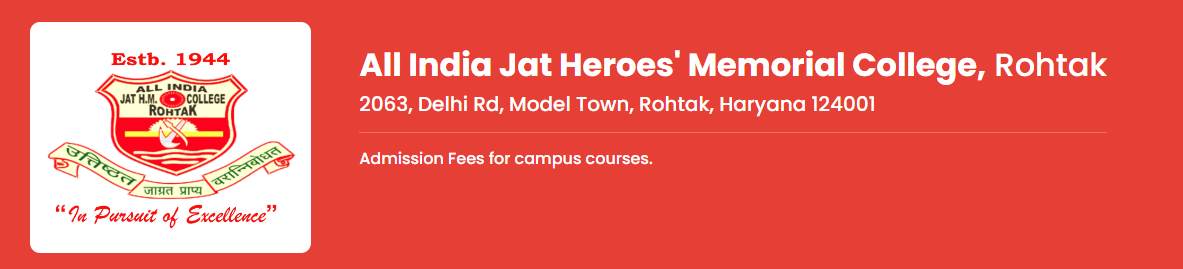 Estb. 1944
ALL INDIA
JAT H.M. COLLEGE
ROHTAK
उत्तिष्ठत
जाग्रत प्राप्य
वरान्निबोधत
“In Pursuit of Excellence”
All India Jat Heroes' Memorial College, Rohtak
2063, Delhi Rd, Model Town, Rohtak, Haryana 124001
Admission Fees for campus courses.